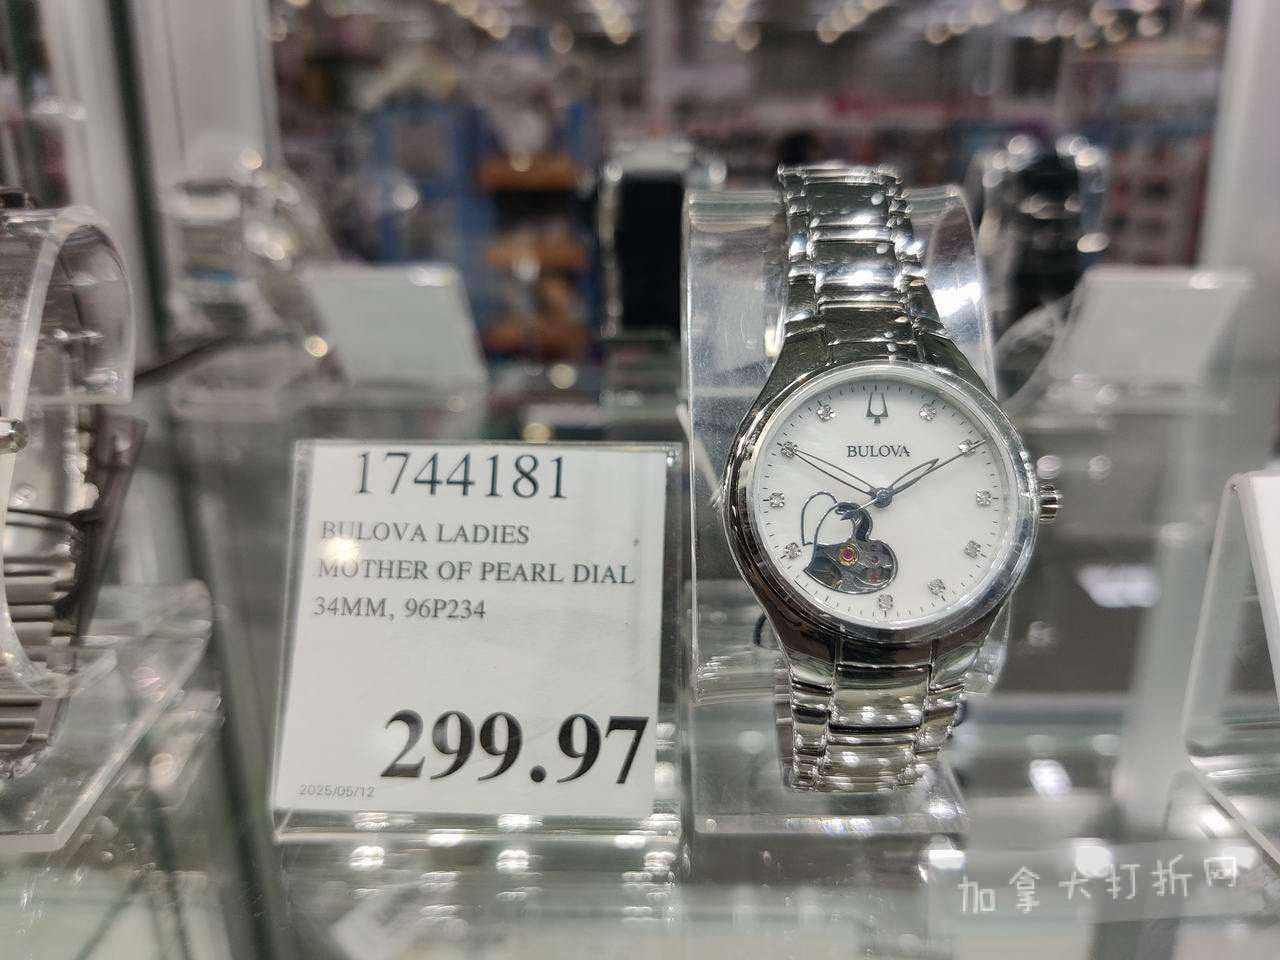 1744181
BULOVA LADIES
MOTHER OF PEARL DIAL
34MM, 96P234
299.97
2025/05/12
BULOVA
加拿大打折网